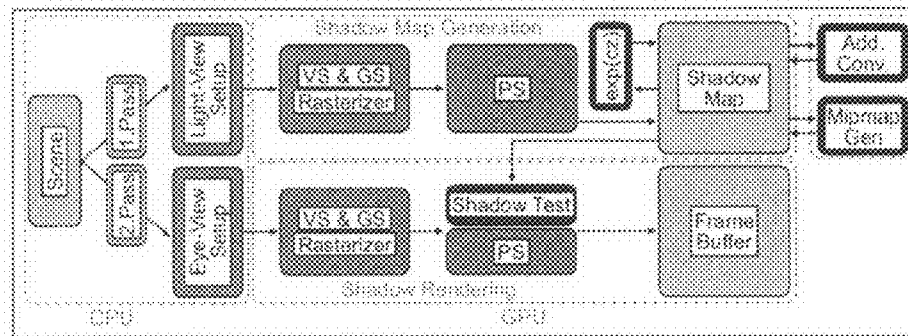 Shadow Map Generation
Scene
1.Pass
2.Pass
Light-View
Setup
Eye-View
Setup
VS & GS
Rasterizer
PS
exp(cz)
Shadow
Map
Add.
Conv.
Mipmap
Gen
VS & GS
Rasterizer
Shadow Test
PS
Frame
Buffer
Shadow Rendering
CPU
GPU